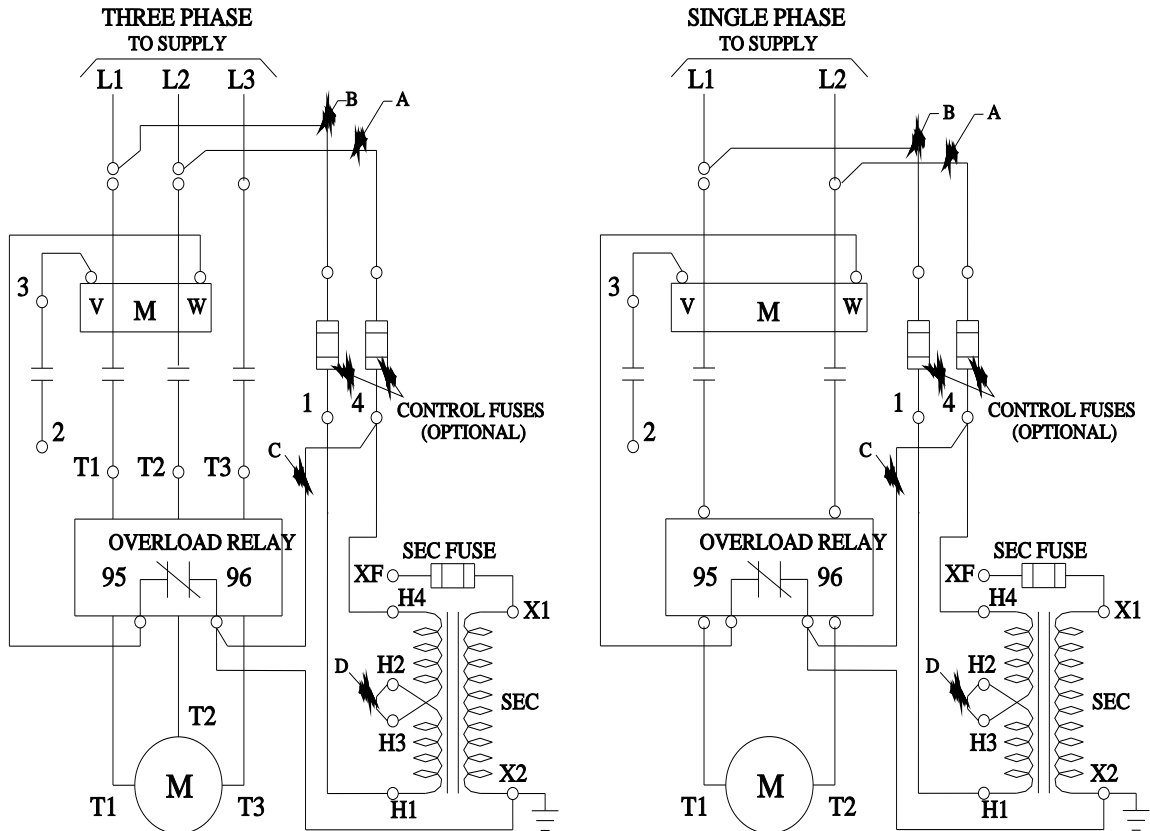 THREE PHASE
TO SUPPLY
L1 L2 L3
B A
3
V M W
1 4
CONTROL FUSES
(OPTIONAL)
2
C
T1 T2 T3
OVERLOAD RELAY
95 96
SEC FUSE
XF
H4 X1
D H2
SEC
T2
H3
M
X2
T1 T3
H1
SINGLE PHASE
TO SUPPLY
L1 L2
B A
3
V M W
1 4
CONTROL FUSES
(OPTIONAL)
2
C
OVERLOAD RELAY
95 96
SEC FUSE
XF
H4 X1
D H2
SEC
H3
M
X2
T1 T2
H1